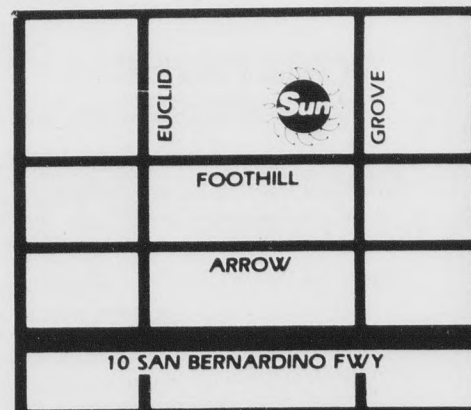 EUCLID
Sun
GROVE
FOOTHILL
ARROW
10 SAN BERNARDINO FWY